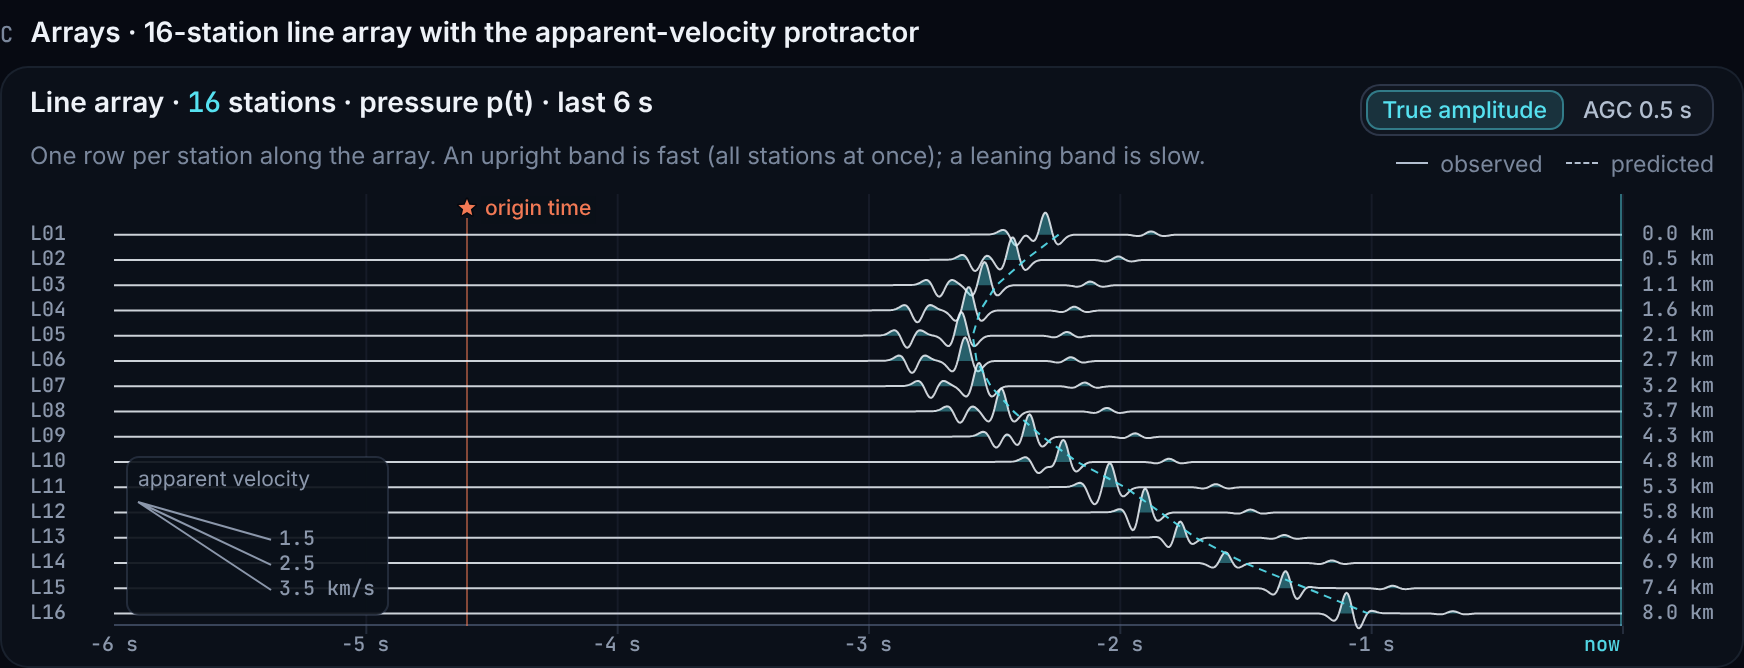 C Arrays · 16-station line array with the apparent-velocity protractor
Line array · 16 stations · pressure p(t) · last 6 s
True amplitude AGC 0.5 s
One row per station along the array. An upright band is fast (all stations at once); a leaning band is slow.
observed predicted
★ origin time
L01 0.0 km
L02 0.5 km
L03 1.1 km
L04 1.6 km
L05 2.1 km
L06 2.7 km
L07 3.2 km
L08 3.7 km
L09 4.3 km
L10 4.8 km
apparent velocity
L11 5.3 km
L12 5.8 km
1.5
L13 6.4 km
2.5
L14 6.9 km
3.5 km/s
L15 7.4 km
L16 8.0 km
-6 s -5 s -4 s -3 s -2 s -1 s now